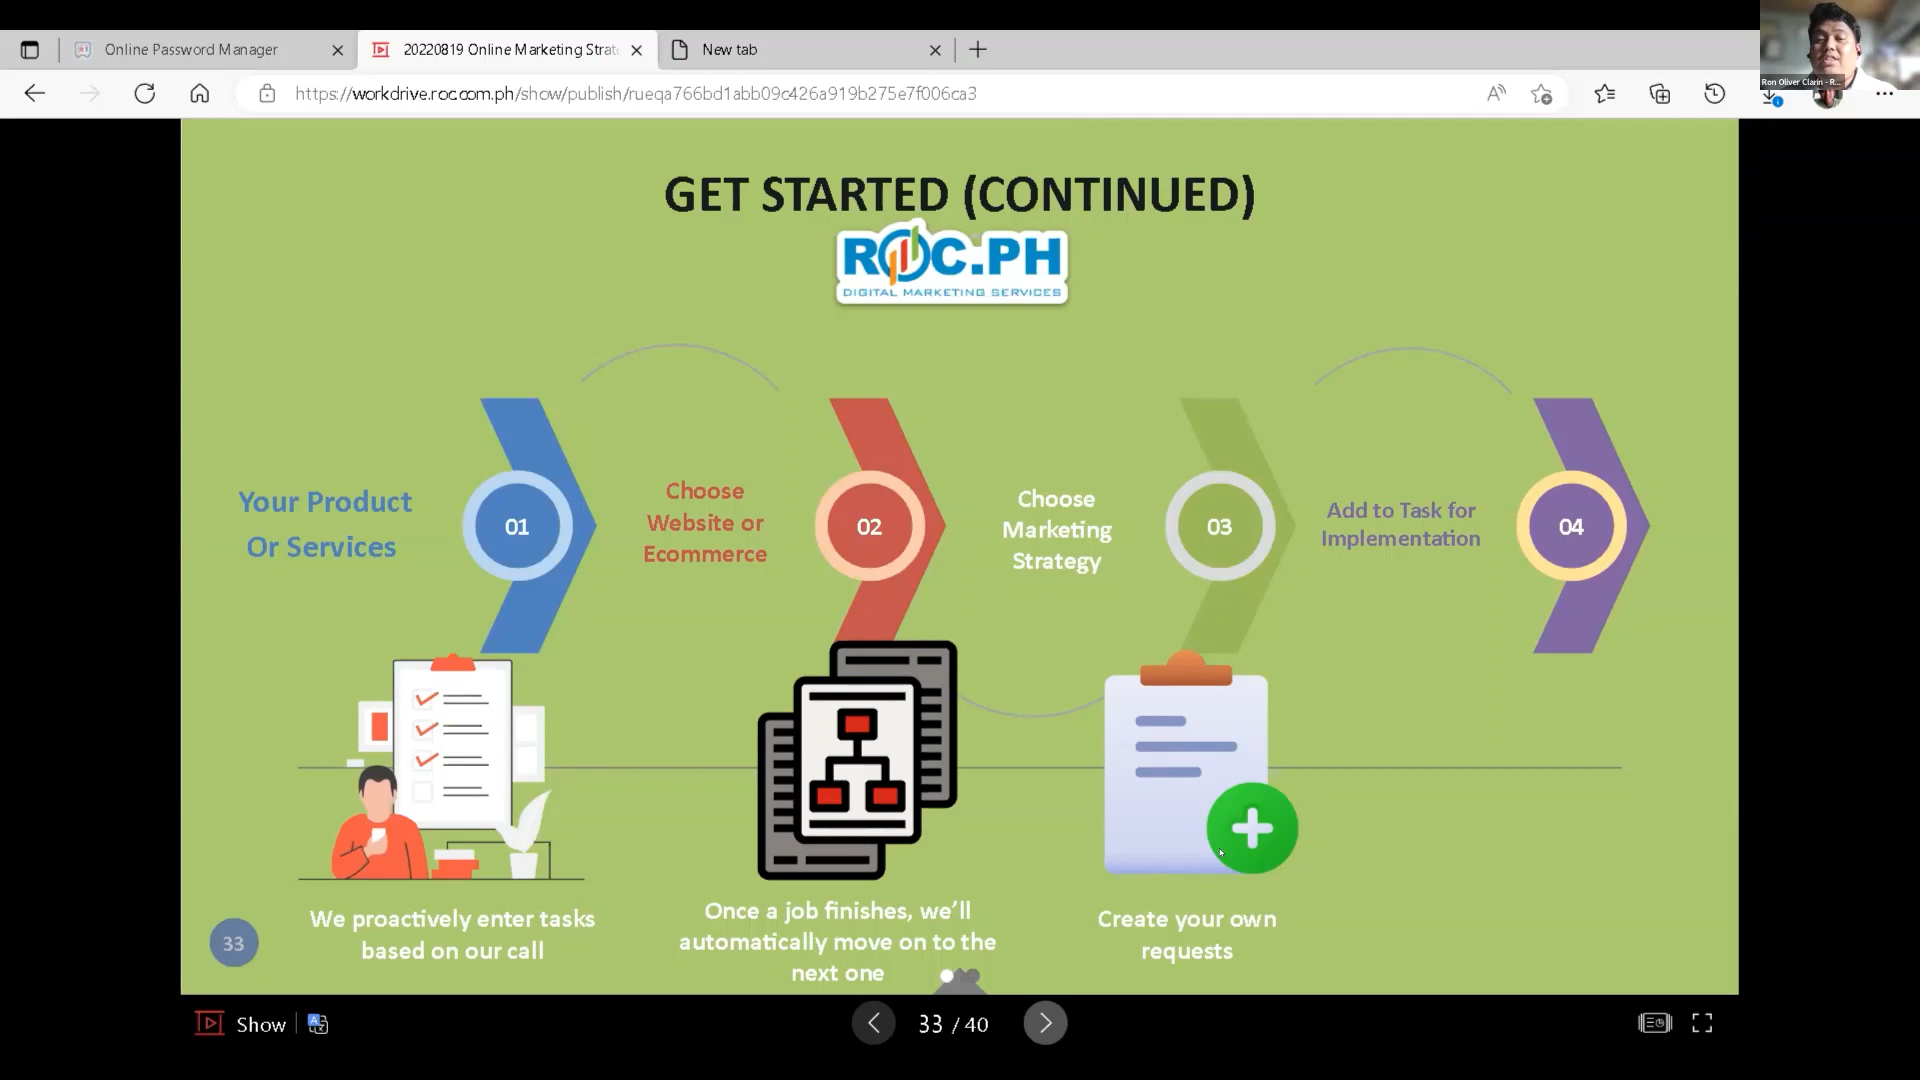 Online Password Manager
20220819 Online Marketing Strat
New tab
https://workdrive.roc.com.ph/show/publish/rueqa766bd1abb09c426a919b275e7f006ca3
Ron Oliver Clarin - R...
GET STARTED (CONTINUED)
ROC.PH
DIGITAL MARKETING SERVICES
Your Product
Or Services
01
Choose
Website or
Ecommerce
02
Choose
Marketing
Strategy
03
Add to Task for
Implementation
04
We proactively enter tasks
based on our call
Once a job finishes, we'll
automatically move on to the
next one
Create your own
requests
33
Show
33 / 40